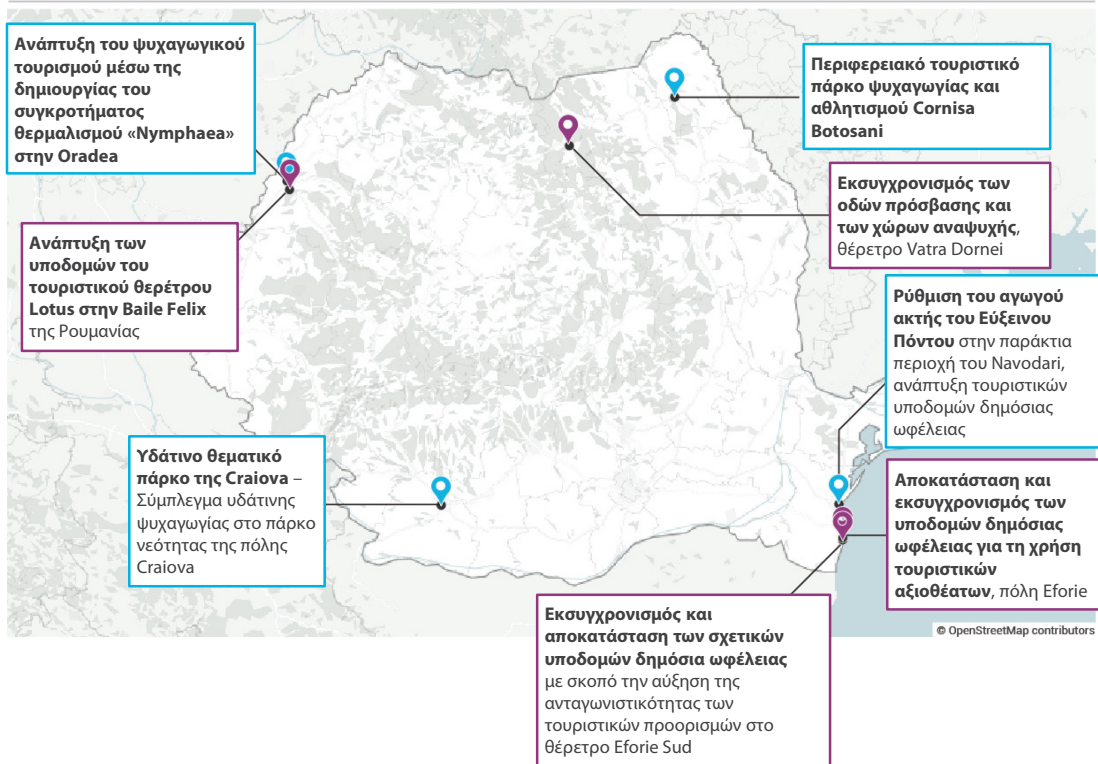 Ανάπτυξη του ψυχαγωγικού
τουρισμού μέσω της
δημιουργίας του
συγκροτήματος
θερμαλισμού «Nymphaea»
στην Oradea
Περιφερειακό τουριστικό
πάρκο ψυχαγωγίας και
αθλητισμού Cornisa
Botosani
Εκσυγχρονισμός των
οδών πρόσβασης και
των χώρων αναψυχής,
θέρετρο Vatra Dornei
Ανάπτυξη των
υποδομών του
τουριστικού θερέτρου
Lotus στην Baile Felix
της Ρουμανίας
Ρύθμιση του αγωγού
ακτής του Εύξεινου
Πόντου στην παράκτια
περιοχή του Navodari,
ανάπτυξη τουριστικών
υποδομών δημόσιας
ωφέλειας
Υδάτινο θεματικό
πάρκο της Craiova –
Σύμπλεγμα υδάτινης
ψυχαγωγίας στο πάρκο
νεότητας της πόλης
Craiova
Αποκατάσταση και
εκσυγχρονισμός των
υποδομών δημόσιας
ωφέλειας για τη χρήση
τουριστικών
αξιοθέατων, πόλη Eforie
Εκσυγχρονισμός και
αποκατάσταση των σχετικών
υποδομών δημόσια ωφέλειας
με σκοπό την αύξηση της
ανταγωνιστικότητας των
τουριστικών προορισμών στο
θέρετρο Eforie Sud
© OpenStreetMap contributors